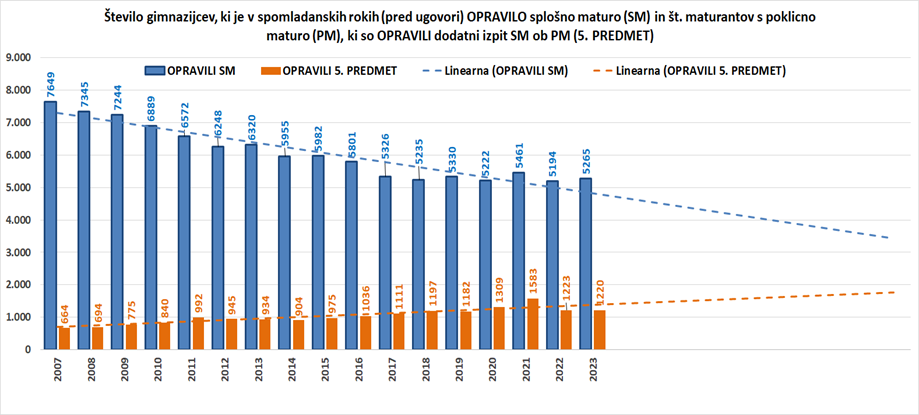 Število gimnazijcev, ki je v spomladanskih rokih (pred ugovori) OPRAVILO splošno maturo (SM) in št. maturantov s poklicno
maturo (PM), ki so OPRAVILI dodatni izpit SM ob PM (5. PREDMET)
9.000
8.000
7.000
6.000
5.000
4.000
3.000
2.000
1.000
0
OPRAVILI SM OPRAVILI 5. PREDMET Linearna (OPRAVILI SM) Linearna (OPRAVILI 5. PREDMET)
7649 7345 7244 6889 6572 6248 6320 5955 5982 5801 5326 5235 5330 5222 5461 5194 5265
664 694 775 840 992 945 934 904 975 1036 1111 1197 1182 1309 1583 1223 1220
2007 2008 2009 2010 2011 2012 2013 2014 2015 2016 2017 2018 2019 2020 2021 2022 2023